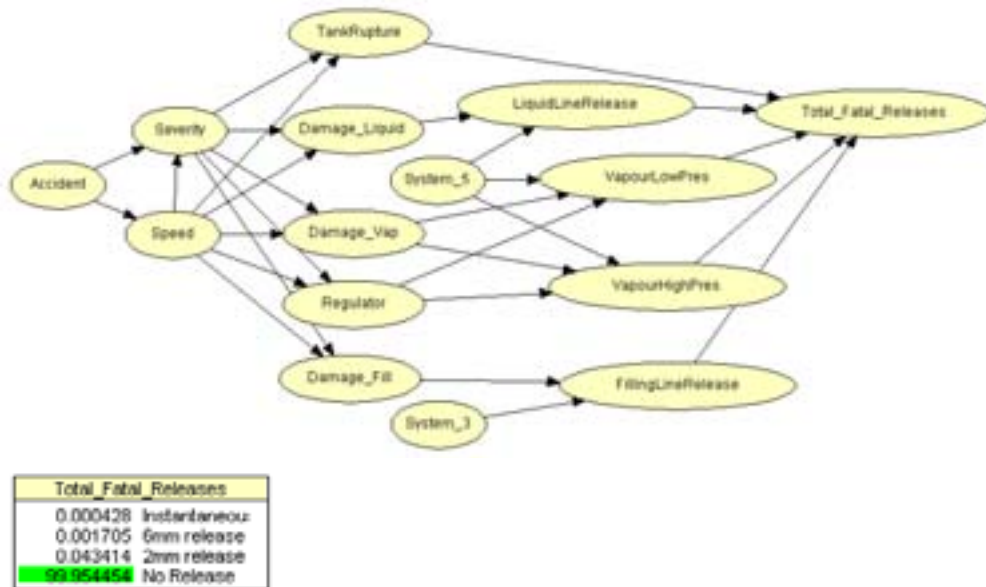 TankRupture
LiquidLineRelease
Total_Fatal_Releases
Severity
Damage_Liquid
Accident
System_5
VapourLowPres
Speed
Damage_Vap
VapourHighPres
Regulator
Damage_Fill
FillingLineRelease
System_3
Total_Fatal_Releases
0.000428 Instantaneou:
0.001705 6mm release
0.043414 2mm release
99.954454 No Release